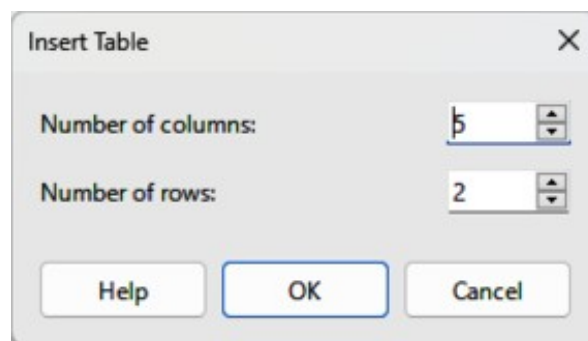 Insert Table
Number of columns: 5
Number of rows: 2
Help OK Cancel